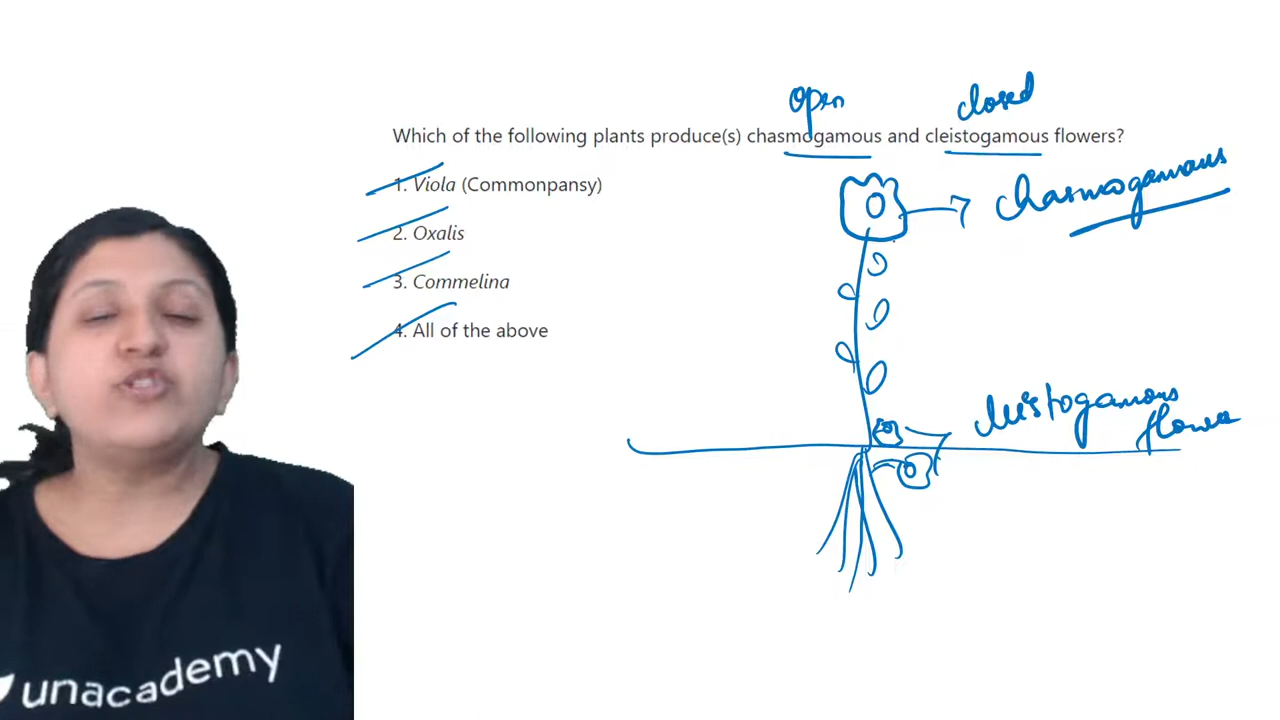 open closed
Which of the following plants produce(s) chasmogamous and cleistogamous flowers?
1. Viola (Commonpansy)
Chasmogamous
2. Oxalis
3. Commelina
4. All of the above
cleistogamous
flower
unacademy